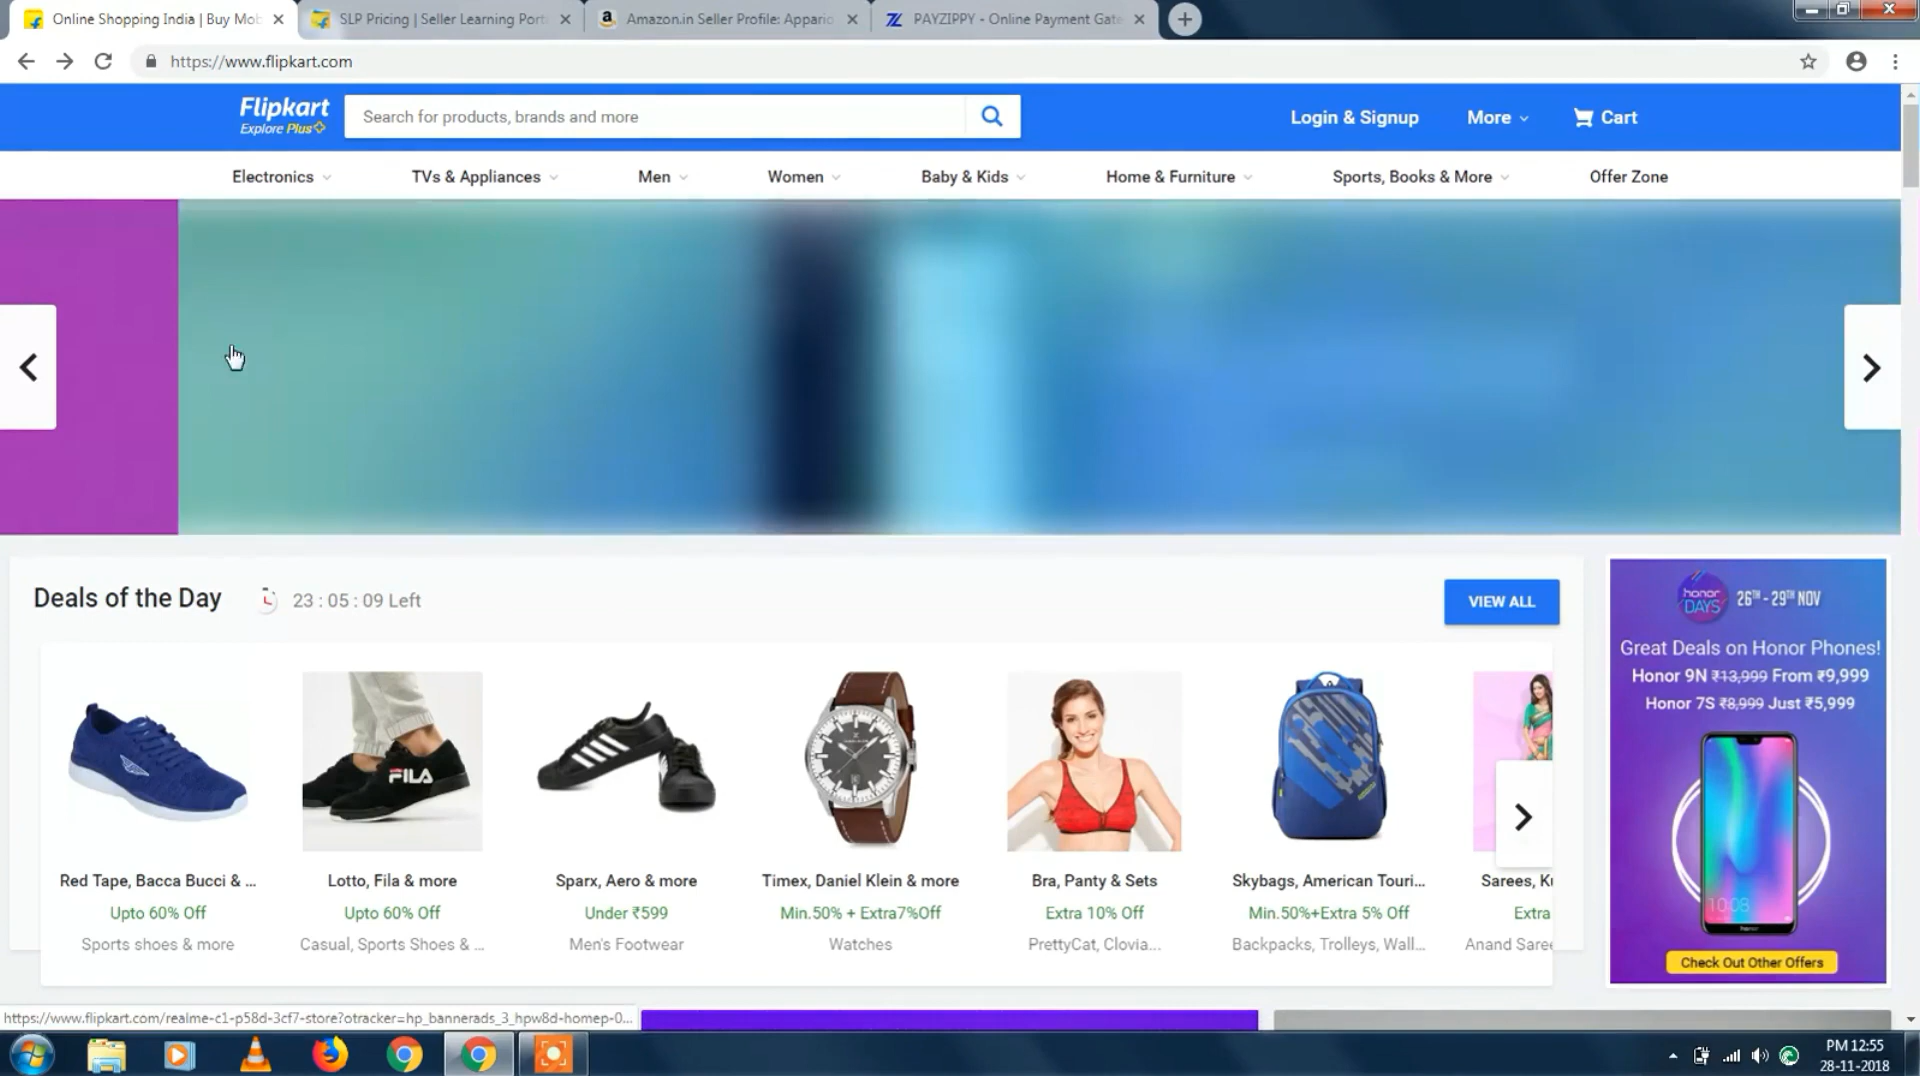 Online Shopping India | Buy Mob
SLP Pricing | Seller Learning Port
Amazon.in Seller Profile: Appario
PAYZIPPY - Online Payment Gate
https://www.flipkart.com
Flipkart
Explore Plus
Search for products, brands and more
Login & Signup
More
Cart
Electronics
TVs & Appliances
Men
Women
Baby & Kids
Home & Furniture
Sports, Books & More
Offer Zone
Deals of the Day
23 : 05 : 09 Left
VIEW ALL
FILA
Red Tape, Bacca Bucci & ...
Upto 60% Off
Sports shoes & more
Lotto, Fila & more
Upto 60% Off
Casual, Sports Shoes & ...
Sparx, Aero & more
Under ₹599
Men's Footwear
Timex, Daniel Klein & more
Min.50% + Extra7%Off
Watches
Bra, Panty & Sets
Extra 10% Off
PrettyCat, Clovia...
Skybags, American Touri...
Min.50%+Extra 5% Off
Backpacks, Trolleys, Wall...
Sarees, Ku
Extra
Anand Saree
honor DAYS
26TH - 29TH NOV
Great Deals on Honor Phones!
Honor 9N ₹13,999 From ₹9,999
Honor 7S ₹8,999 Just ₹5,999
10:08
honor
Check Out Other Offers
https://www.flipkart.com/realme-c1-p58d-3cf7-store?otracker=hp_bannerads_3_hpw8d-homep-0...
PM 12:55
28-11-2018